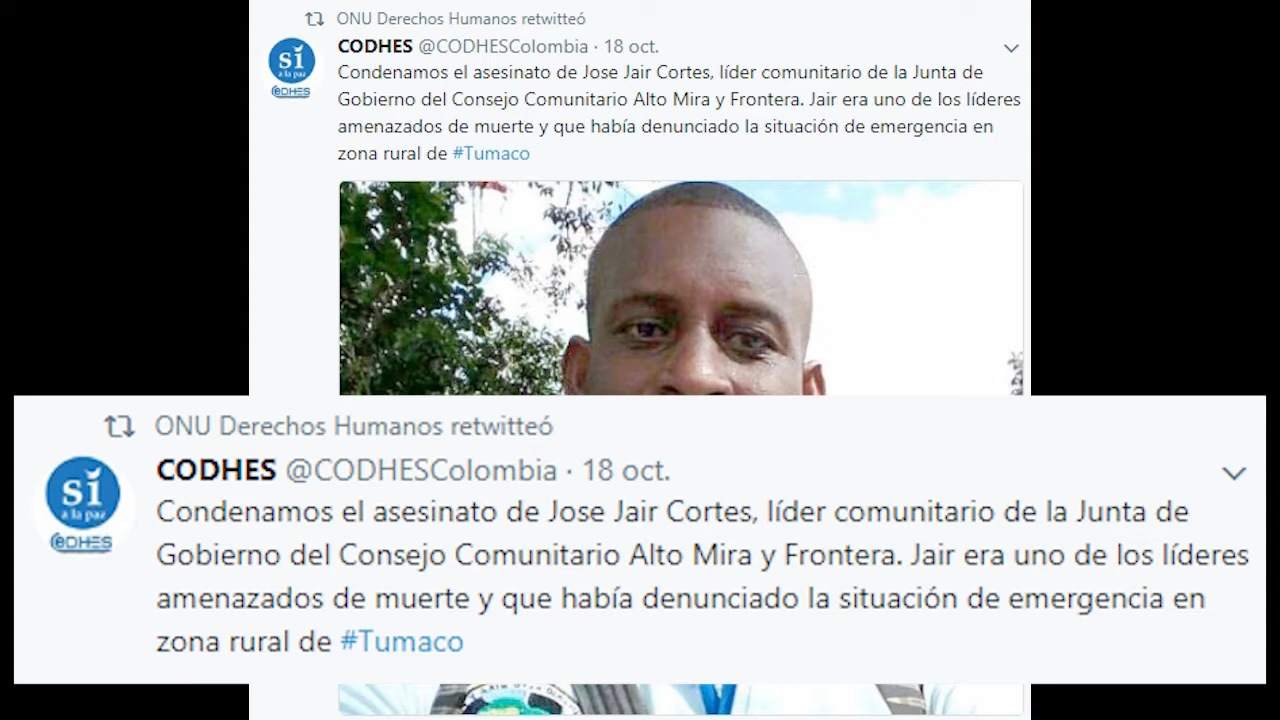 ONU Derechos Humanos retwitteó
CODHES @CODHESColombia · 18 oct.
sí
a la paz
CODHES
Condenamos el asesinato de Jose Jair Cortes, líder comunitario de la Junta de
Gobierno del Consejo Comunitario Alto Mira y Frontera. Jair era uno de los líderes
amenazados de muerte y que había denunciado la situación de emergencia en
zona rural de #Tumaco
ONU Derechos Humanos retwitteó
CODHES @CODHESColombia · 18 oct.
sí
a la paz
CODHES
Condenamos el asesinato de Jose Jair Cortes, líder comunitario de la Junta de
Gobierno del Consejo Comunitario Alto Mira y Frontera. Jair era uno de los líderes
amenazados de muerte y que había denunciado la situación de emergencia en
zona rural de #Tumaco